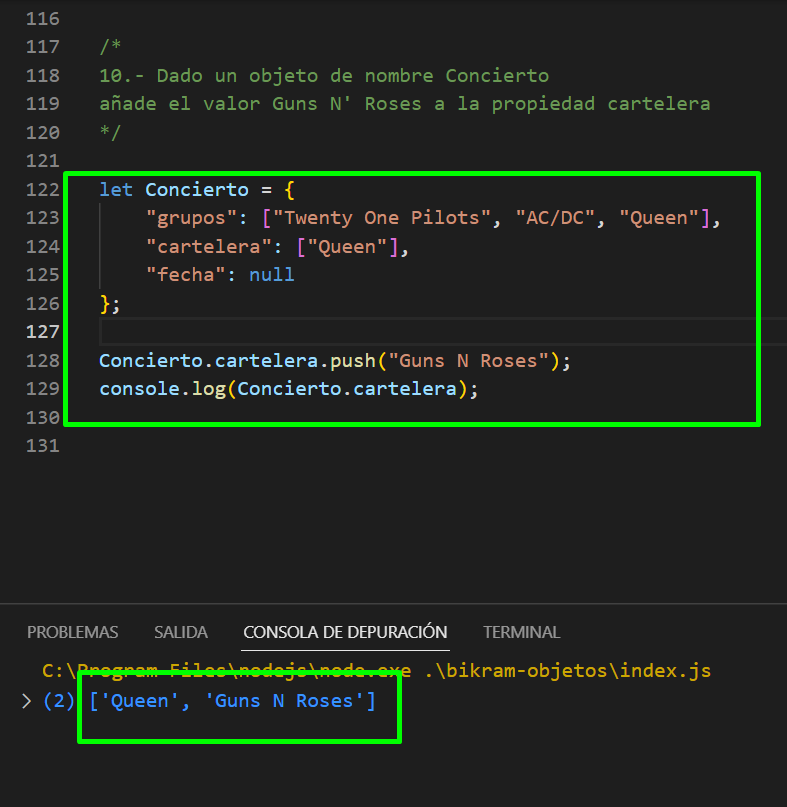 116
117 /*
118 10.- Dado un objeto de nombre Concierto
119 añade el valor Guns N' Roses a la propiedad cartelera
120 */
121
122 let Concierto = {
123     "grupos": ["Twenty One Pilots", "AC/DC", "Queen"],
124     "cartelera": ["Queen"],
125     "fecha": null
126 };
127
128 Concierto.cartelera.push("Guns N Roses");
129 console.log(Concierto.cartelera);
130
131
PROBLEMAS SALIDA CONSOLA DE DEPURACIÓN TERMINAL
C:\Program Files\nodejs\node.exe .\bikram-objetos\index.js
> (2) ['Queen', 'Guns N Roses']